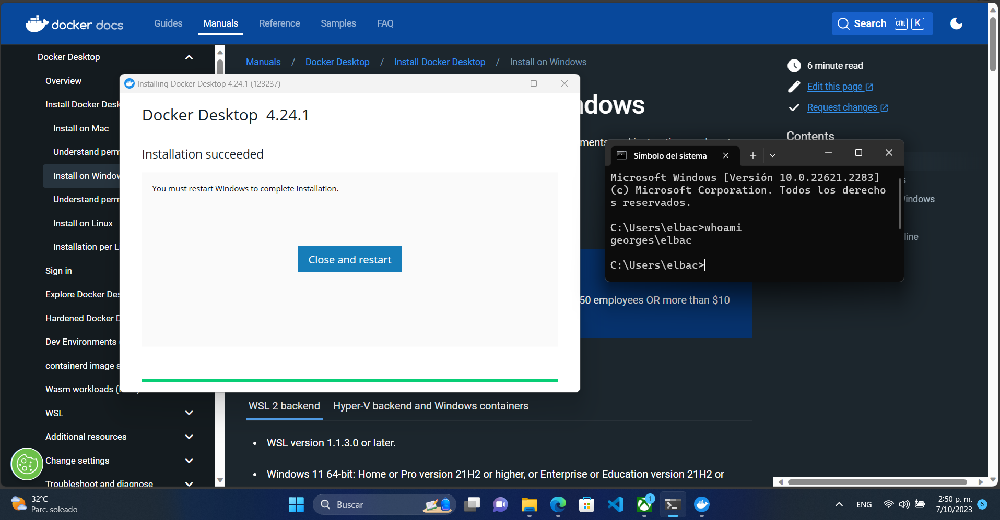 docker docs
Guides
Manuals
Reference
Samples
FAQ
Search CTRL K
Docker Desktop
Overview
Install Docker Desk
Install on Mac
Understand perm
Install on Window
Understand perm
Install on Linux
Installation per L
Sign in
Explore Docker Des
Hardened Docker D
Dev Environments
containerd image s
Wasm workloads (
WSL
Additional resources
Change settings
Troubleshoot and diagnose
Manuals / Docker Desktop / Install Docker Desktop / Install on Windows
ndows
50 employees OR more than $10
WSL 2 backend
Hyper-V backend and Windows containers
• WSL version 1.1.3.0 or later.
• Windows 11 64-bit: Home or Pro version 21H2 or higher, or Enterprise or Education version 21H2 or
6 minute read
Edit this page
Request changes
Contents
Windows
line
Installing Docker Desktop 4.24.1 (123237)
Docker Desktop 4.24.1
Installation succeeded
You must restart Windows to complete installation.
Close and restart
Símbolo del sistema
Microsoft Windows [Versión 10.0.22621.2283]
(c) Microsoft Corporation. Todos los derecho
s reservados.
C:\Users\elbac>whoami
georges\elbac
C:\Users\elbac>
32°C
Parc. soleado
Buscar
1
ENG
2:50 p. m.
7/10/2023
6